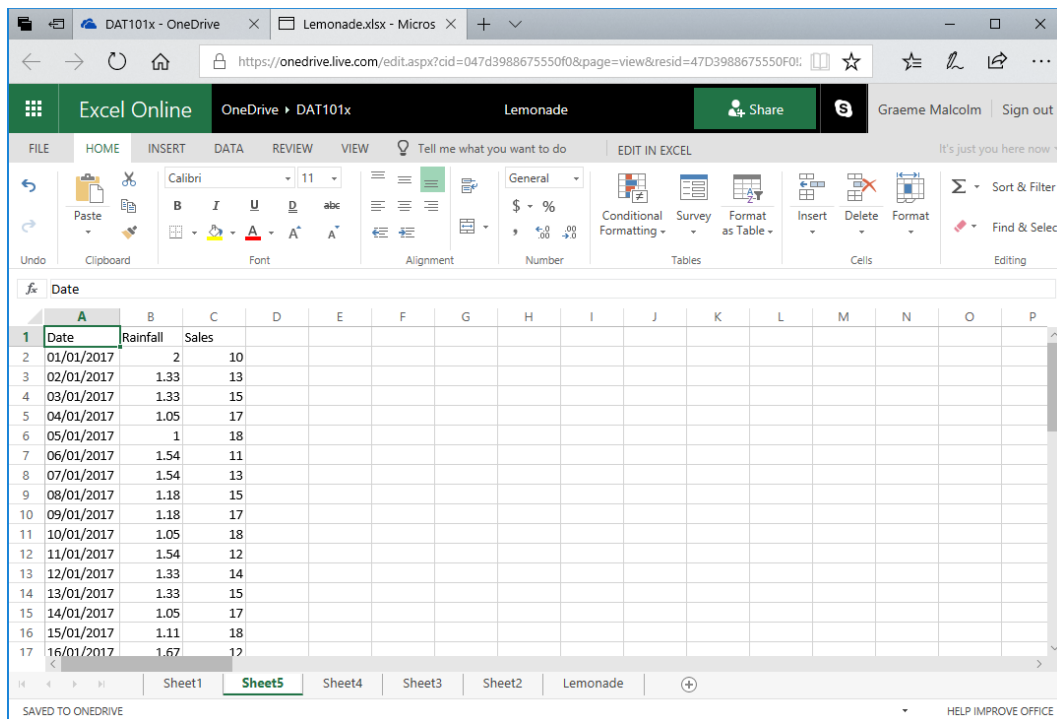 DAT101x - OneDrive
Lemonade.xlsx - Micros
https://onedrive.live.com/edit.aspx?cid=047d3988675550f0&page=view&resid=47D3988675550F0!
Excel Online
OneDrive ▸ DAT101x
Lemonade
Share
Graeme Malcolm
Sign out
FILE HOME INSERT DATA REVIEW VIEW Tell me what you want to do EDIT IN EXCEL It's just you here now
Calibri 11 General
Paste
B I U D abc
$ % 
A A A
, .00 .00 .0
Conditional Formatting
Survey
Format as Table
Insert Delete Format
Σ Sort & Filter
Find & Selec
Undo Clipboard Font Alignment Number Tables Cells Editing
fx Date
A B C D E F G H I J K L M N O P
1 Date Rainfall Sales
2 01/01/2017 2 10
3 02/01/2017 1.33 13
4 03/01/2017 1.33 15
5 04/01/2017 1.05 17
6 05/01/2017 1 18
7 06/01/2017 1.54 11
8 07/01/2017 1.54 13
9 08/01/2017 1.18 15
10 09/01/2017 1.18 17
11 10/01/2017 1.05 18
12 11/01/2017 1.54 12
13 12/01/2017 1.33 14
14 13/01/2017 1.33 15
15 14/01/2017 1.05 17
16 15/01/2017 1.11 18
17 16/01/2017 1.67 12
Sheet1 Sheet5 Sheet4 Sheet3 Sheet2 Lemonade
SAVED TO ONEDRIVE
HELP IMPROVE OFFICE